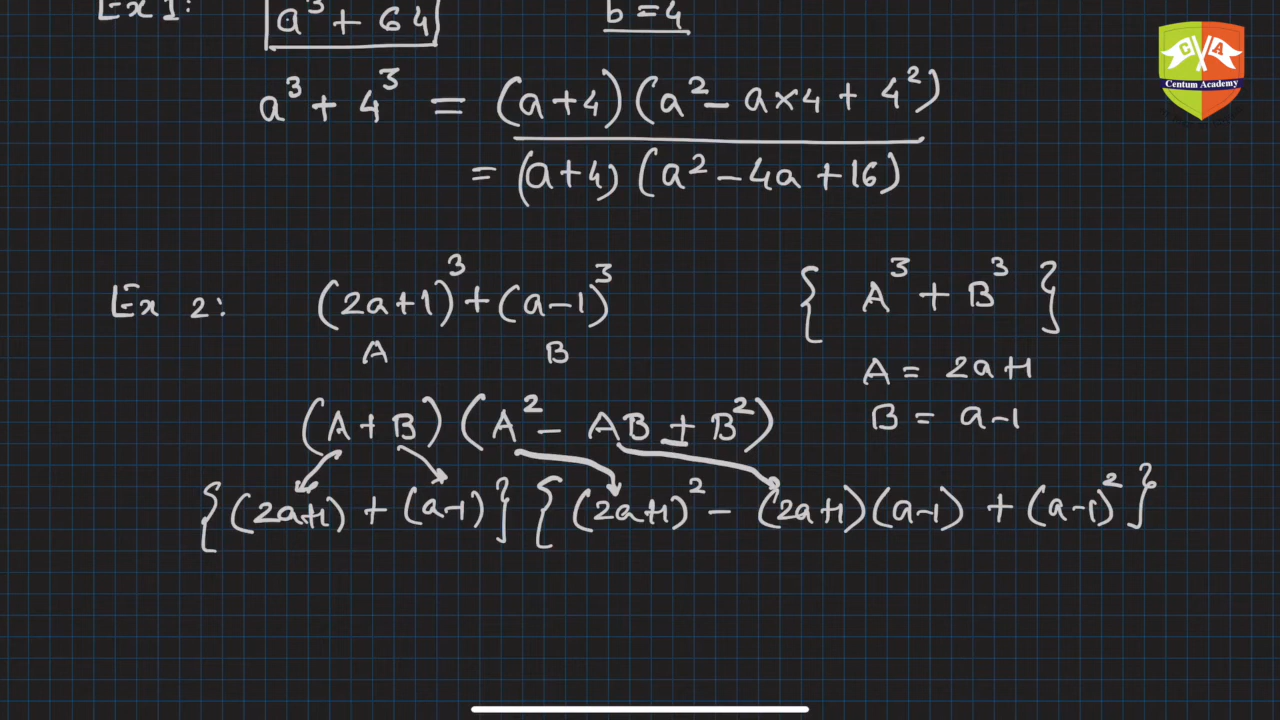 Ex 1: a³ + 64 b = 4
a³ + 4³ = (a+4) (a² - a×4 + 4²)
= (a+4) (a² - 4a + 16)
Ex 2: (2a+1)³ + (a-1)³ { A³ + B³ }
A B A = 2a+1
(A + B) (A² - AB + B²) B = a-1
{(2a+1) + (a-1)} {(2a+1)² - (2a+1)(a-1) + (a-1)²}
C A
Centum Academy